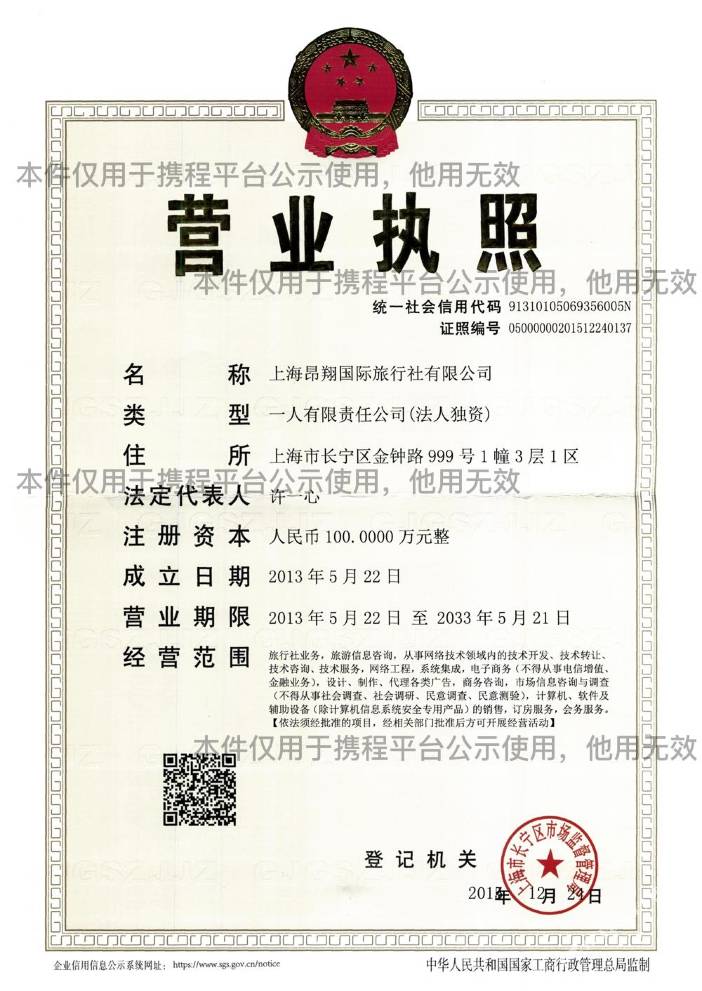 本件仅用于携程平台公示使用，他用无效
营业执照
本件仅用于携程平台公示使用，他用无效
统一社会信用代码 91310105069356005N
证照编号 05000000201512240137
名称 上海昂翔国际旅行社有限公司
类型 一人有限责任公司(法人独资)
住所 上海市长宁区金钟路999号1幢3层1区
本件仅用于携程平台公示使用，他用无效
法定代表人 许一心
注册资本 人民币100.0000万元整
成立日期 2013年5月22日
营业期限 2013年5月22日 至 2033年5月21日
经营范围 旅行社业务，旅游信息咨询，从事网络技术领域内的技术开发、技术转让、
技术咨询、技术服务，网络工程，系统集成，电子商务（不得从事电信增值、
金融业务），设计、制作、代理各类广告，商务咨询，市场信息咨询与调查
（不得从事社会调查、社会调研、民意调查、民意测验），计算机、软件及
辅助设备（除计算机信息系统安全专用产品）的销售，订房服务，会务服务。
【依法须经批准的项目，经相关部门批准后方可开展经营活动】
本件仅用于携程平台公示使用，他用无效
登记机关
上海市长宁区市场监督管理局
2015年12月24日
企业信用信息公示系统网址： https://www.sgs.gov.cn/notice
中华人民共和国国家工商行政管理总局监制